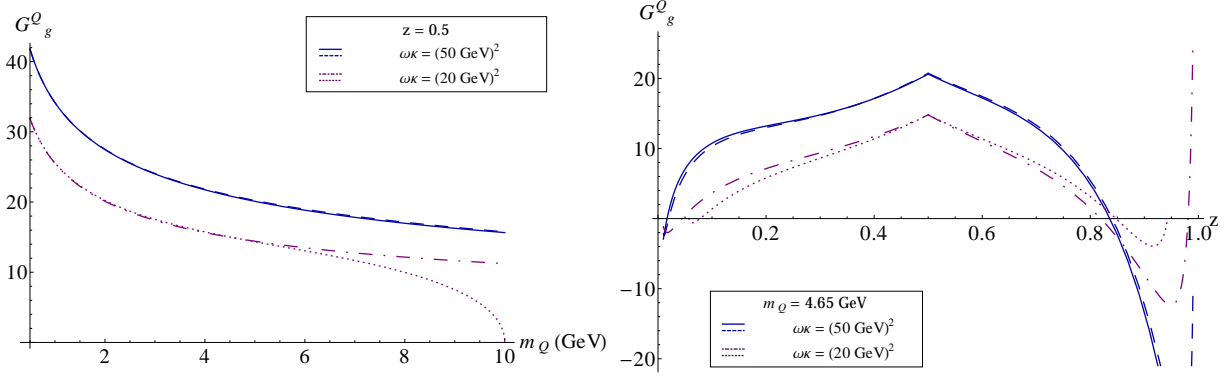 G^Q_g
z = 0.5
ωκ = (50 GeV)²
ωκ = (20 GeV)²
40
30
20
10
2
4
6
8
10
m_Q (GeV)
G^Q_g
20
10
0.2
0.4
0.6
0.8
1.0
z
−10
−20
m_Q = 4.65 GeV
ωκ = (50 GeV)²
ωκ = (20 GeV)²